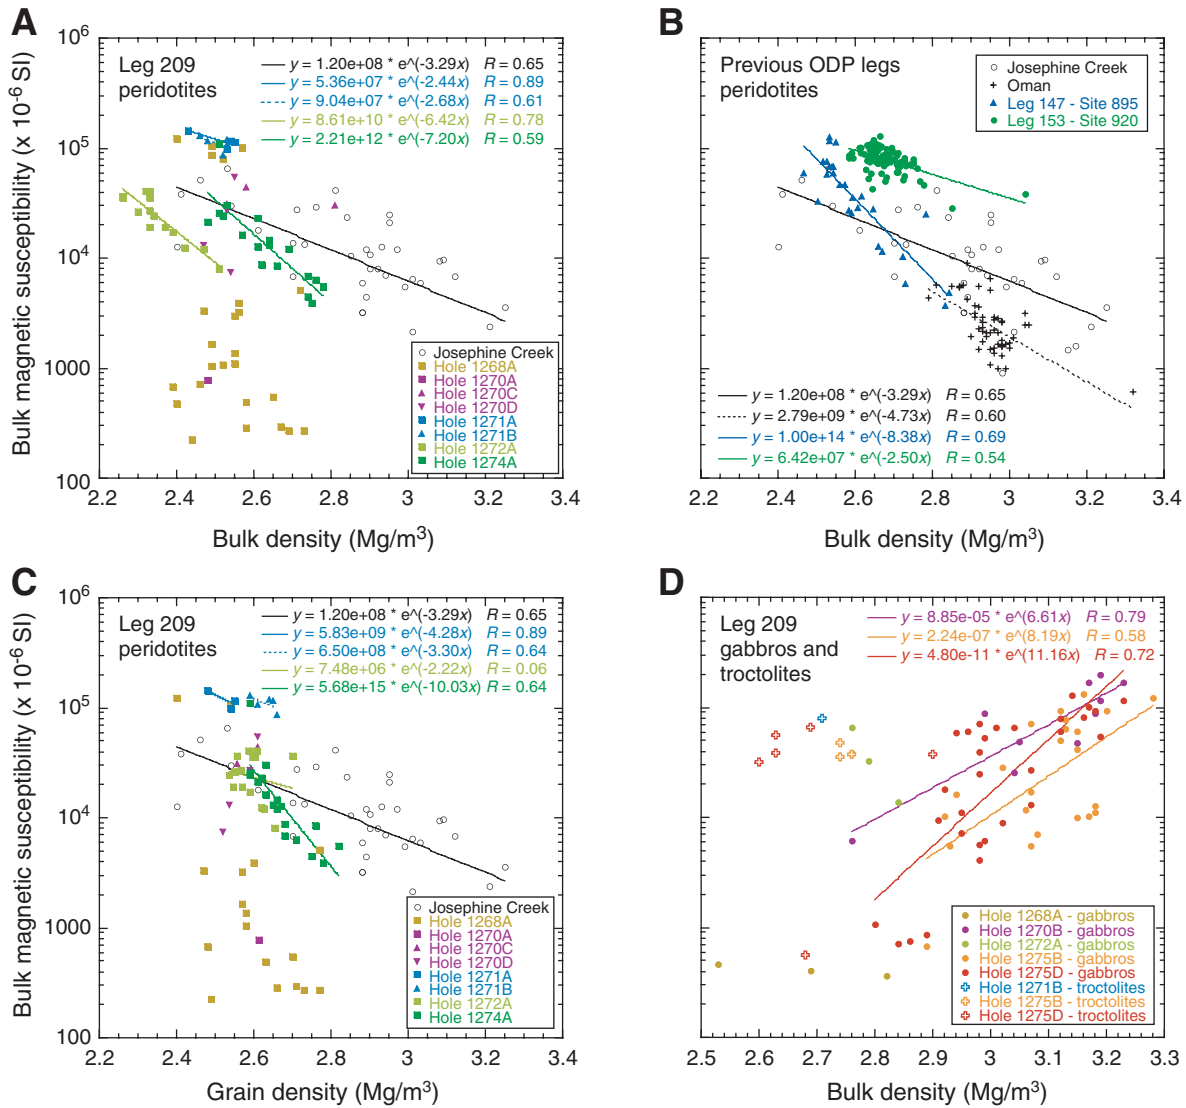 A
Bulk magnetic susceptibility (x 10-6 SI)
10^6
10^5
10^4
1000
100
2.2 2.4 2.6 2.8 3 3.2 3.4
Bulk density (Mg/m³)
Leg 209
peridotites
y = 1.20e+08 * e^(-3.29x) R = 0.65
y = 5.36e+07 * e^(-2.44x) R = 0.89
y = 9.04e+07 * e^(-2.68x) R = 0.61
y = 8.61e+10 * e^(-6.42x) R = 0.78
y = 2.21e+12 * e^(-7.20x) R = 0.59
Josephine Creek
Hole 1268A
Hole 1270A
Hole 1270C
Hole 1270D
Hole 1271A
Hole 1271B
Hole 1272A
Hole 1274A
B
Previous ODP legs
peridotites
Josephine Creek
Oman
Leg 147 - Site 895
Leg 153 - Site 920
y = 1.20e+08 * e^(-3.29x) R = 0.65
y = 2.79e+09 * e^(-4.73x) R = 0.60
y = 1.00e+14 * e^(-8.38x) R = 0.69
y = 6.42e+07 * e^(-2.50x) R = 0.54
2.2 2.4 2.6 2.8 3 3.2 3.4
Bulk density (Mg/m³)
C
Bulk magnetic susceptibility (x 10-6 SI)
10^6
10^5
10^4
1000
100
2.2 2.4 2.6 2.8 3 3.2 3.4
Grain density (Mg/m³)
Leg 209
peridotites
y = 1.20e+08 * e^(-3.29x) R = 0.65
y = 5.83e+09 * e^(-4.28x) R = 0.89
y = 6.50e+08 * e^(-3.30x) R = 0.64
y = 7.48e+06 * e^(-2.22x) R = 0.06
y = 5.68e+15 * e^(-10.03x) R = 0.64
Josephine Creek
Hole 1268A
Hole 1270A
Hole 1270C
Hole 1270D
Hole 1271A
Hole 1271B
Hole 1272A
Hole 1274A
D
Leg 209
gabbros and
troctolites
y = 8.85e-05 * e^(6.61x) R = 0.79
y = 2.24e-07 * e^(8.19x) R = 0.58
y = 4.80e-11 * e^(11.16x) R = 0.72
Hole 1268A - gabbros
Hole 1270B - gabbros
Hole 1272A - gabbros
Hole 1275B - gabbros
Hole 1275D - gabbros
Hole 1271B - troctolites
Hole 1275B - troctolites
Hole 1275D - troctolites
2.5 2.6 2.7 2.8 2.9 3 3.1 3.2 3.3
Bulk density (Mg/m³)